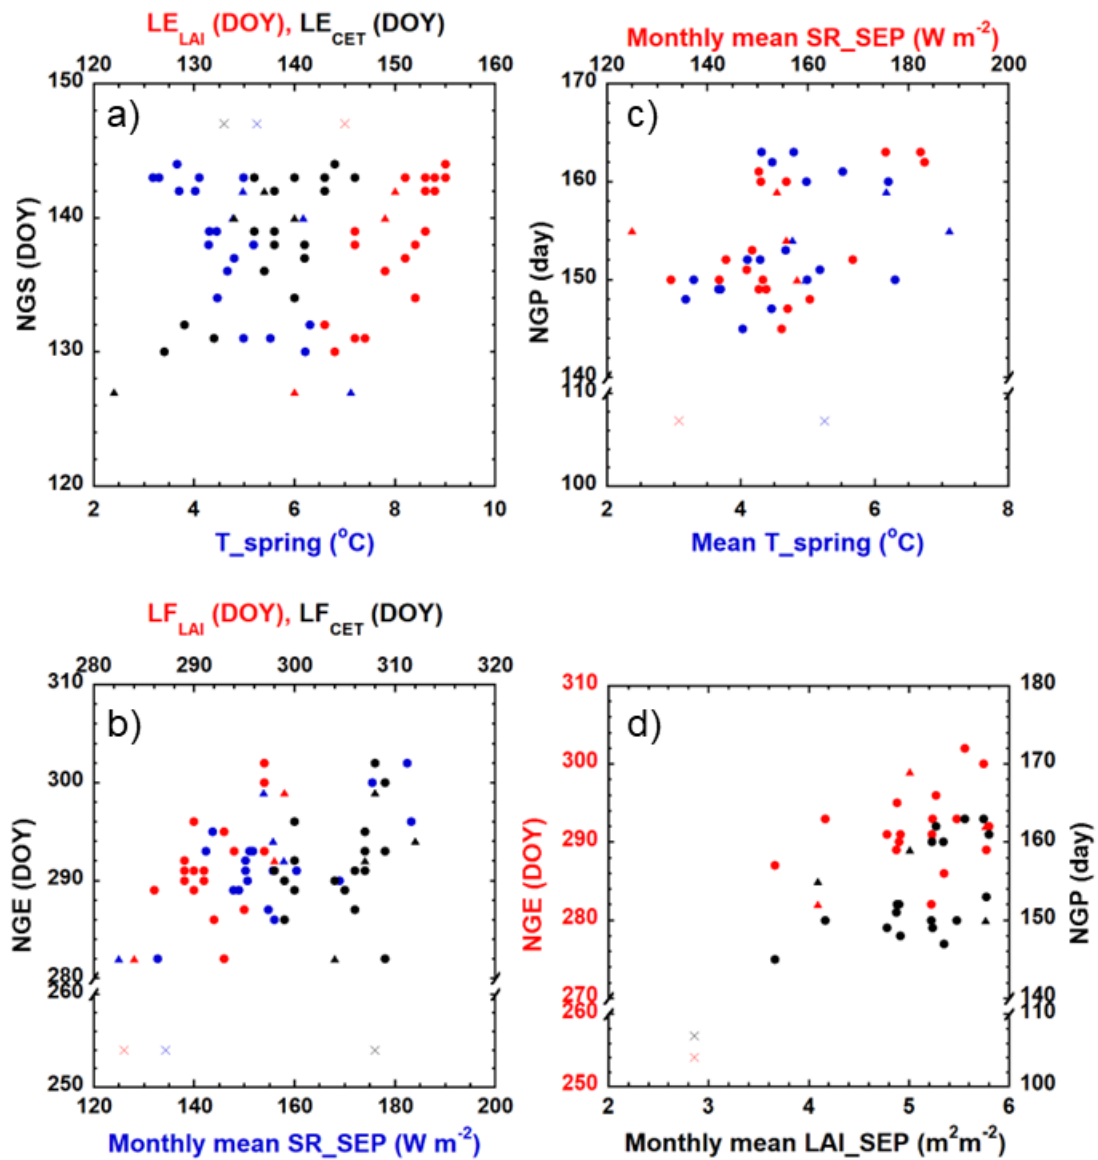 LE_LAI (DOY), LE_CET (DOY)
120 130 140 150 160
150
140
130
120
NGS (DOY)
a)
2 4 6 8 10
T_spring (°C)
Monthly mean SR_SEP (W m⁻²)
120 140 160 180 200
170
160
150
140
110
100
NGP (day)
c)
2 4 6 8
Mean T_spring (°C)
LF_LAI (DOY), LF_CET (DOY)
280 290 300 310 320
310
300
290
280
260
250
NGE (DOY)
b)
120 140 160 180 200
Monthly mean SR_SEP (W m⁻²)
310
300
290
280
270
260
250
NGE (DOY)
d)
180
170
160
150
140
110
100
NGP (day)
2 3 4 5 6
Monthly mean LAI_SEP (m²m⁻²)